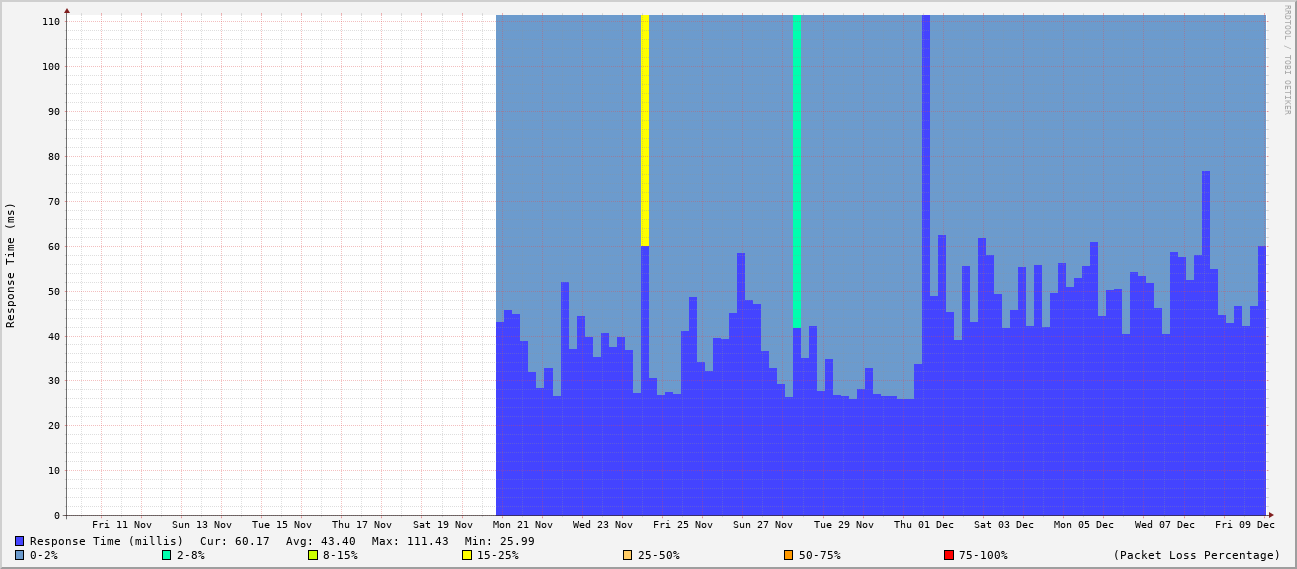 RRDTOOL / TOBI OETIKER
Response Time (ms)
110
100
90
80
70
60
50
40
30
20
10
0
Fri 11 Nov Sun 13 Nov Tue 15 Nov Thu 17 Nov Sat 19 Nov Mon 21 Nov Wed 23 Nov Fri 25 Nov Sun 27 Nov Tue 29 Nov Thu 01 Dec Sat 03 Dec Mon 05 Dec Wed 07 Dec Fri 09 Dec
Response Time (millis) Cur: 60.17 Avg: 43.40 Max: 111.43 Min: 25.99
0-2% 2-8% 8-15% 15-25% 25-50% 50-75% 75-100% (Packet Loss Percentage)